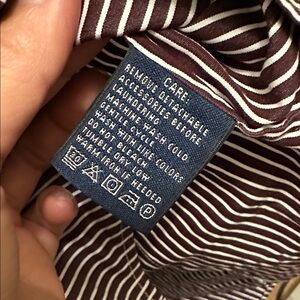 CARE:
REMOVE DETACHABLE
ACCESSORIES BEFORE
LAUNDERING
MACHINE WASH COLD
GENTLE CYCLE
WASH WITH LIKE COLORS
DO NOT BLEACH
TUMBLE DRY LOW
WARM IRON IF NEEDED
20 P